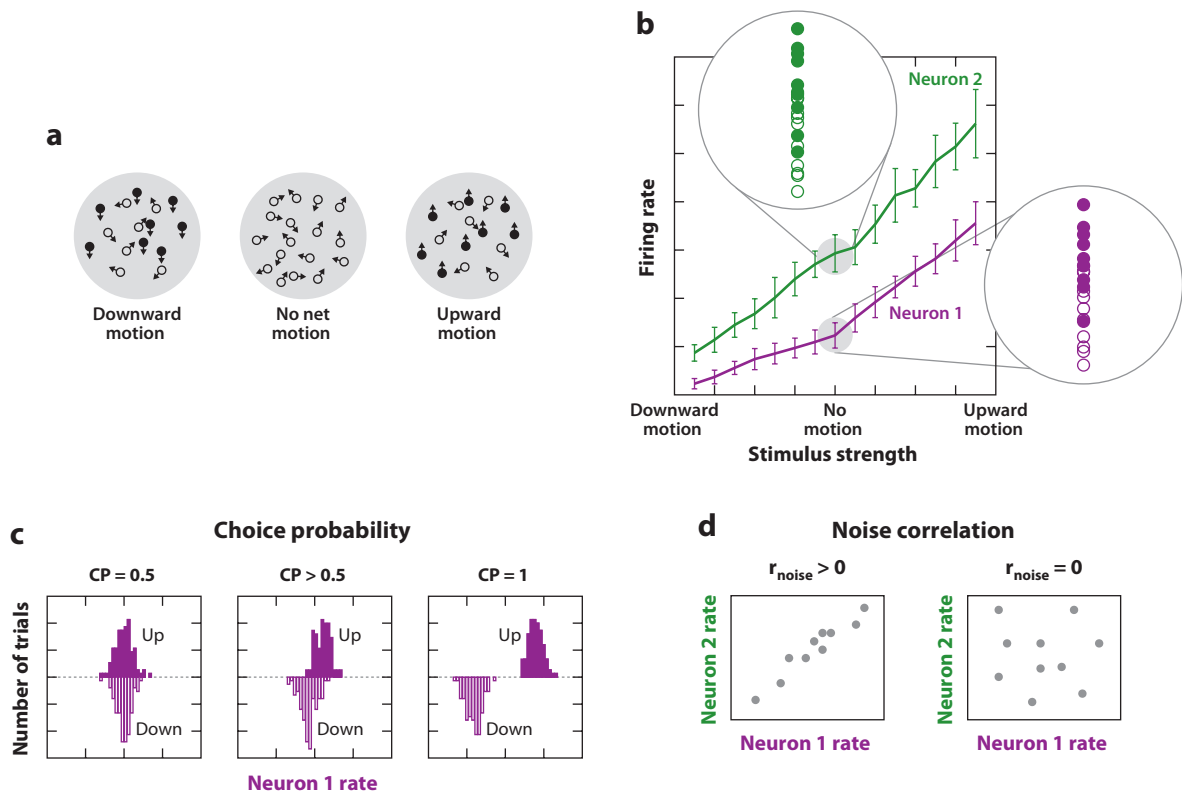 a
Downward
motion
No net
motion
Upward
motion
b
Neuron 2
Neuron 1
Firing rate
Downward
motion
No
motion
Upward
motion
Stimulus strength
c
Choice probability
CP = 0.5
CP > 0.5
CP = 1
Number of trials
Up
Down
Up
Down
Up
Down
Neuron 1 rate
d
Noise correlation
rnoise > 0
rnoise = 0
Neuron 2 rate
Neuron 1 rate
Neuron 2 rate
Neuron 1 rate